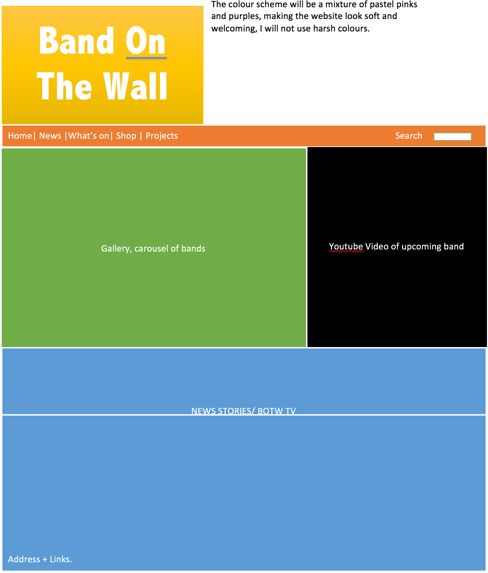 The colour scheme will be a mixture of pastel pinks
and purples, making the website look soft and
welcoming, I will not use harsh colours.
Band On
The Wall
Home| News |What's on| Shop | Projects
Search
Gallery, carousel of bands
Youtube Video of upcoming band
NEWS STORIES/ BOTW TV
Address + Links.